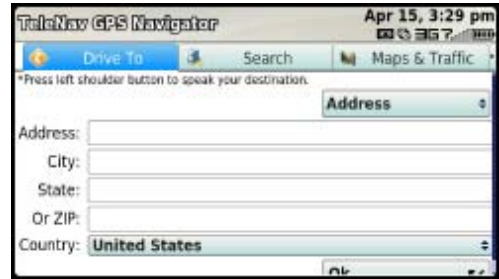 TeleNav GPS Navigator
Apr 15, 3:29 pm
Drive To
Search
Maps & Traffic
*Press left shoulder button to speak your destination.
Address
Address:
City:
State:
Or ZIP:
Country: United States
Ok